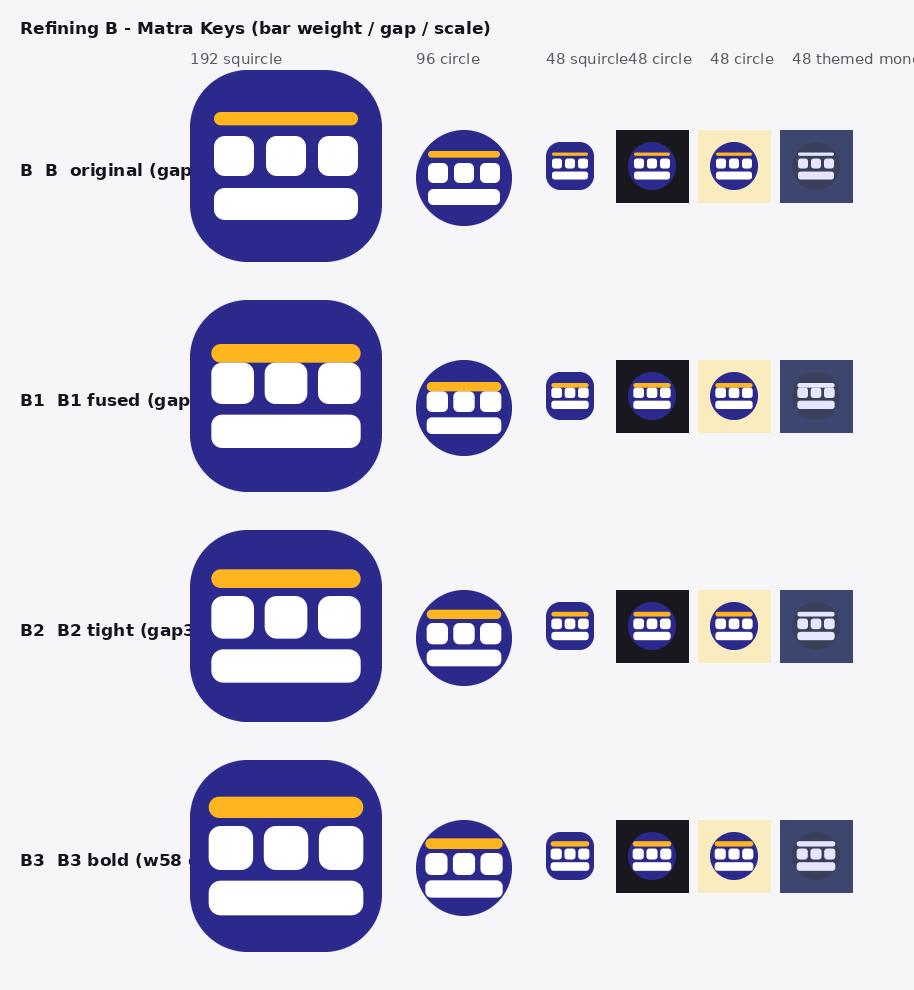 Refining B - Matra Keys (bar weight / gap / scale)
192 squircle 96 circle 48 squircle 48 circle 48 circle 48 themed mono
B B original (gap
B1 B1 fused (gap
B2 B2 tight (gap3
B3 B3 bold (w58